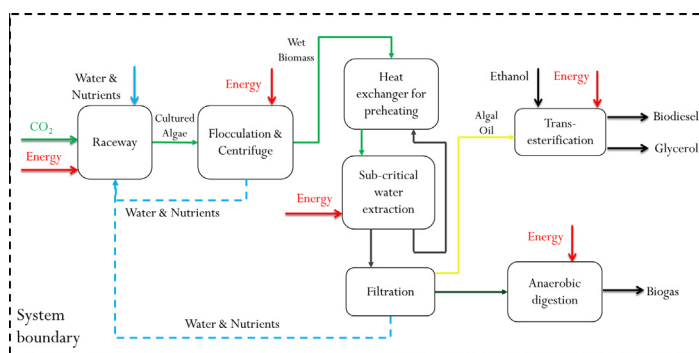 Wet
Biomass
Water &
Nutrients
Energy
Heat
exchanger for
preheating
Ethanol
Energy
CO2
Energy
Raceway
Cultured
Algae
Flocculation &
Centrifuge
Algal
Oil
Trans-
esterification
Biodiesel
Glycerol
Sub-critical
water
extraction
Energy
Water & Nutrients
Energy
Filtration
Anaerobic
digestion
Biogas
Water & Nutrients
System
boundary